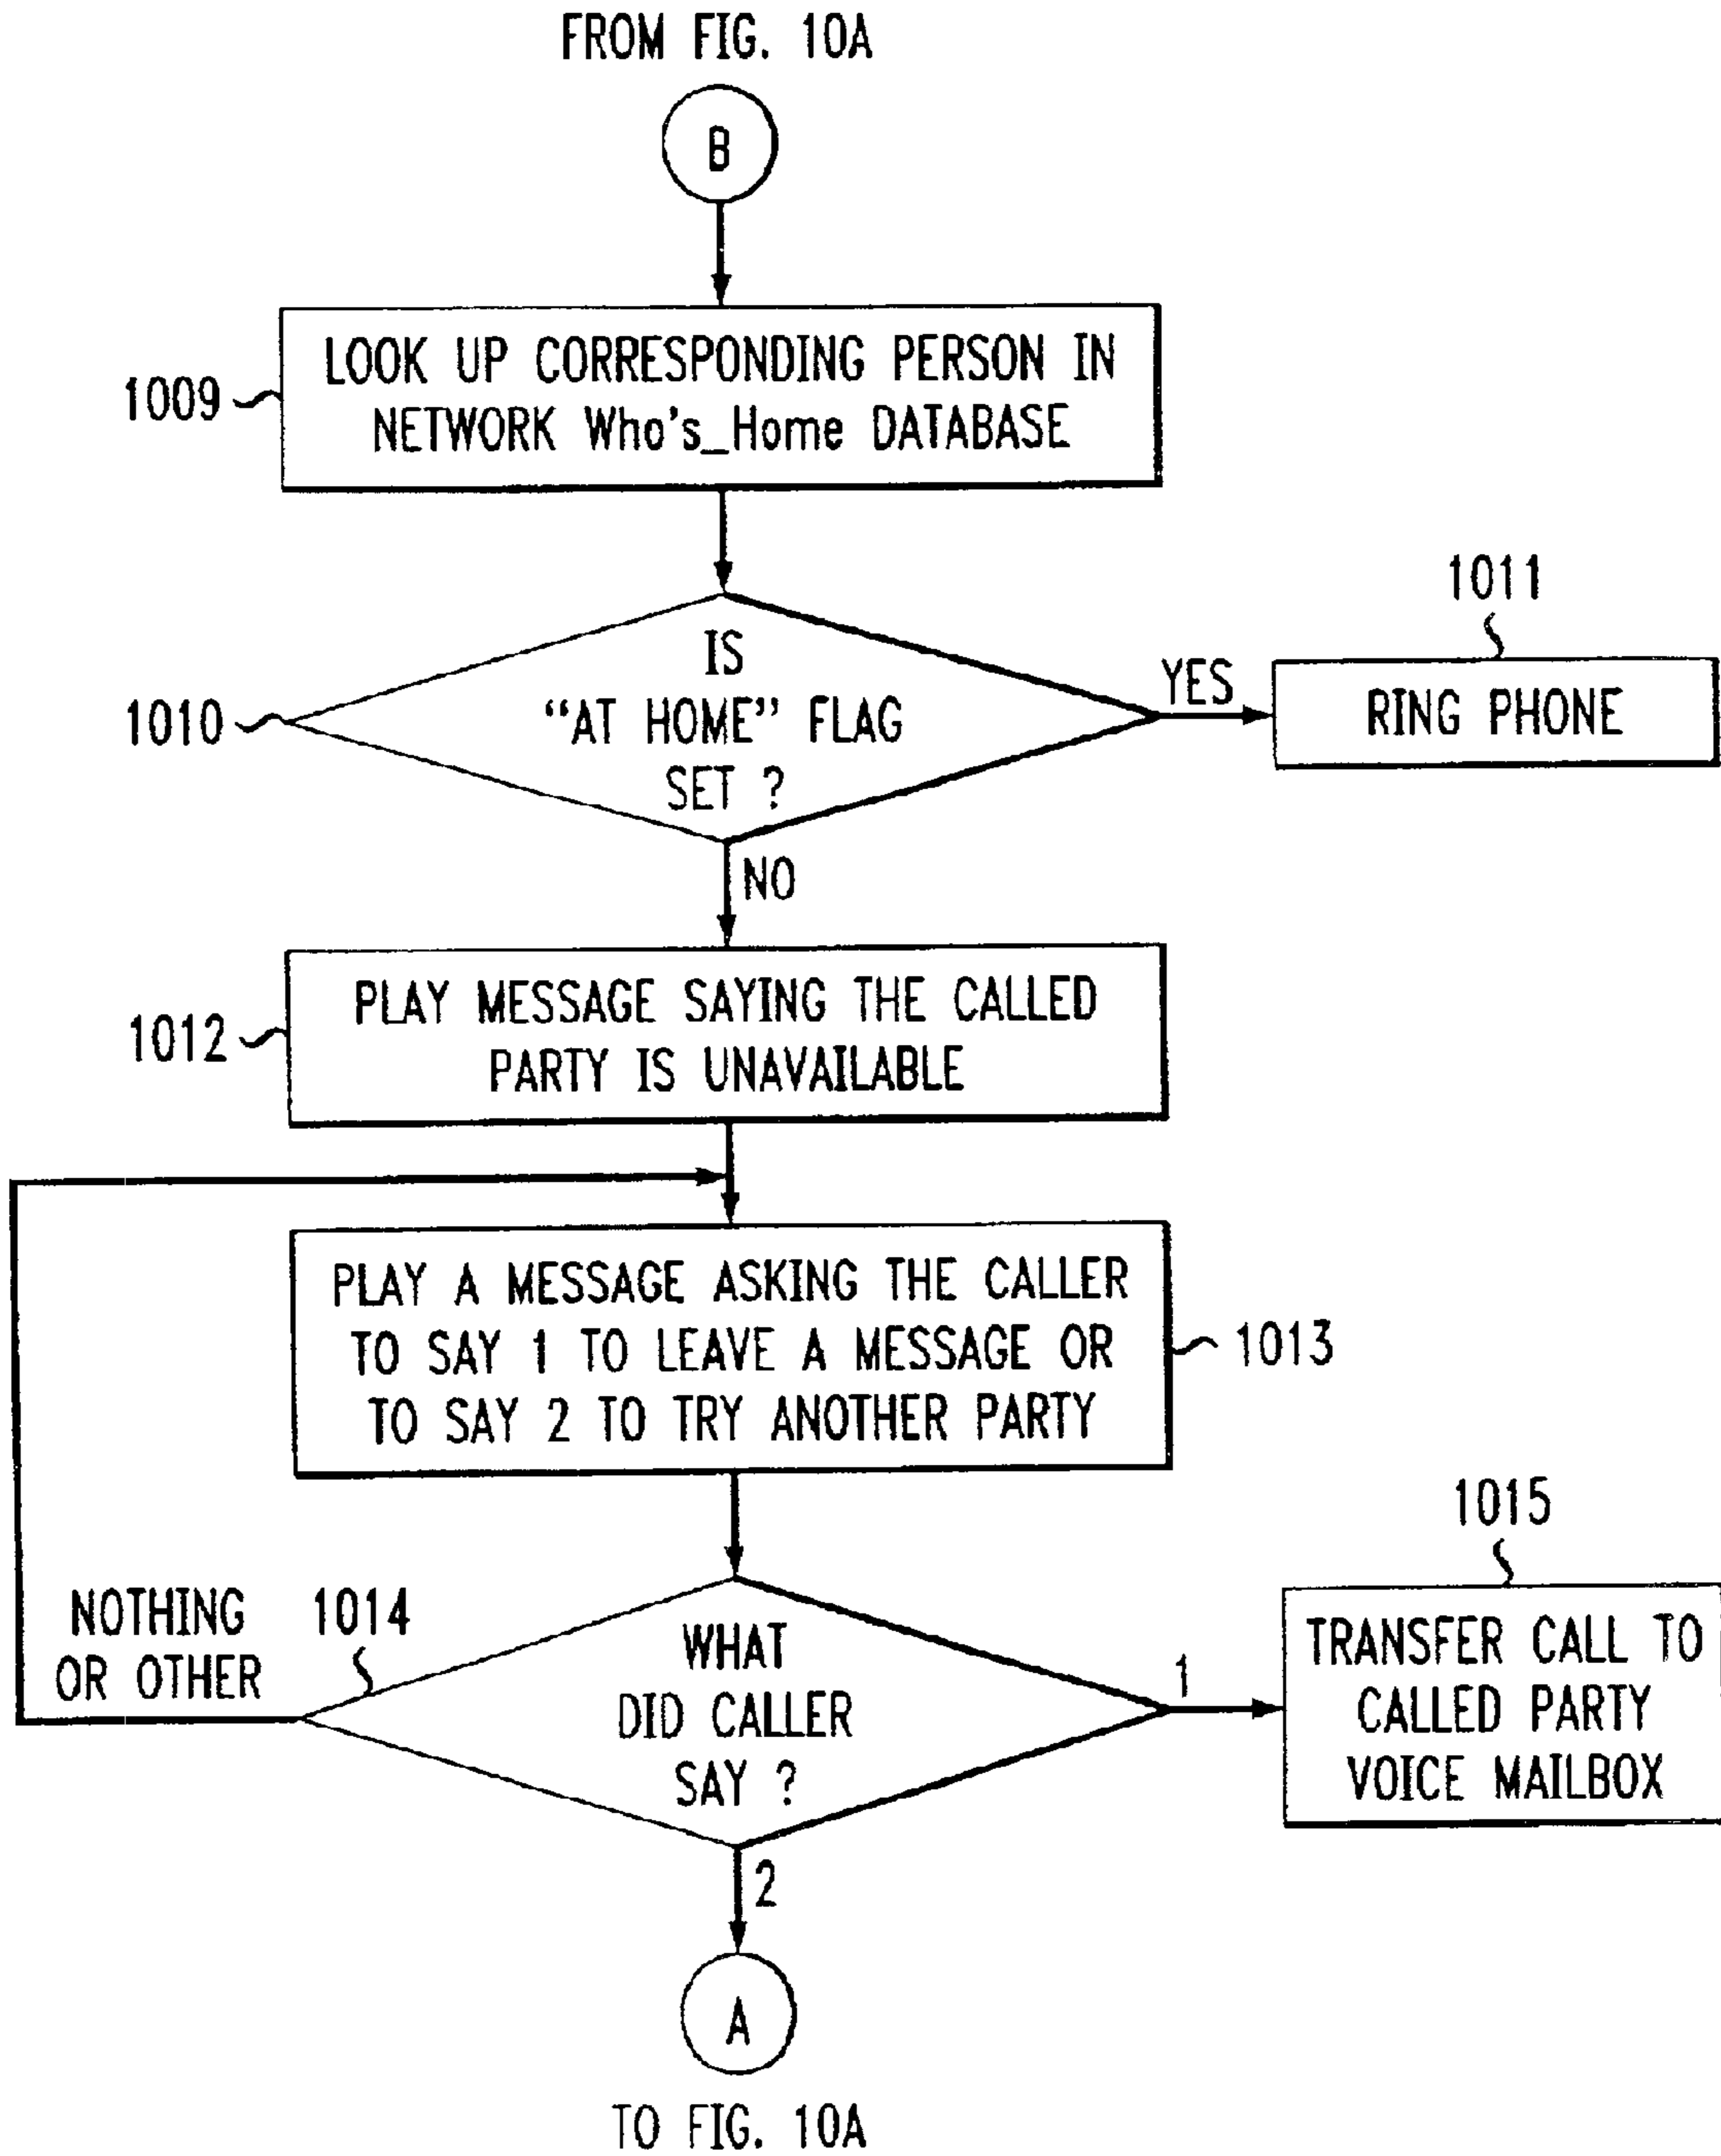 FROM FIG. 10A
B
LOOK UP CORRESPONDING PERSON IN
NETWORK Who's_Home DATABASE
1009
1011
IS
"AT HOME" FLAG
SET ?
1010
YES
RING PHONE
NO
PLAY MESSAGE SAYING THE CALLED
PARTY IS UNAVAILABLE
1012
PLAY A MESSAGE ASKING THE CALLER
TO SAY 1 TO LEAVE A MESSAGE OR
TO SAY 2 TO TRY ANOTHER PARTY
1013
1015
NOTHING
OR OTHER
1014
WHAT
DID CALLER
SAY ?
1
TRANSFER CALL TO
CALLED PARTY
VOICE MAILBOX
2
A
TO FIG. 10A